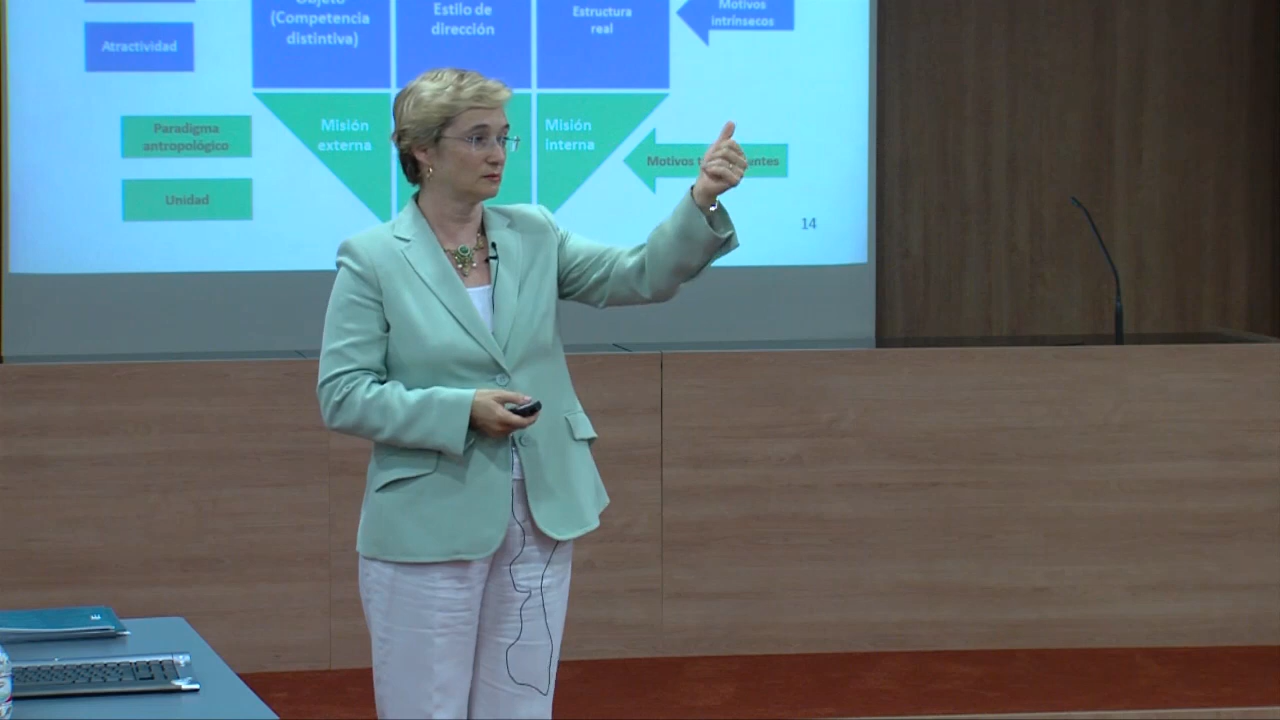 Objeto
(Competencia
distintiva)
Estilo de
dirección
Estructura
real
Motivos
intrínsecos
Atractividad
Paradigma
antropológico
Misión
externa
Misión
interna
Motivos
Unidad
14